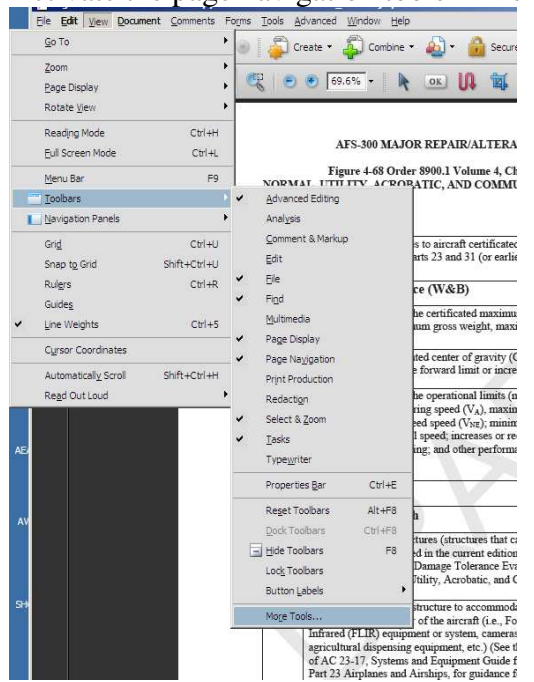 File Edit View Document Comments Forms Tools Advanced Window Help
Go To
Zoom
Page Display
Rotate View
Reading Mode Ctrl+H
Full Screen Mode Ctrl+L
Menu Bar F9
Toolbars
Navigation Panels
Grid Ctrl+U
Snap to Grid Shift+Ctrl+U
Rulers Ctrl+R
Guides
Line Weights Ctrl+5
Cursor Coordinates
Automatically Scroll Shift+Ctrl+H
Read Out Loud
Advanced Editing
Analysis
Comment & Markup
Edit
File
Find
Multimedia
Page Display
Page Navigation
Print Production
Redaction
Select & Zoom
Tasks
Typewriter
Properties Bar Ctrl+E
Reset Toolbars Alt+F8
Dock Toolbars Ctrl+F8
Hide Toolbars F8
Lock Toolbars
Button Labels
More Tools...
Create Combine Secure
69.6% OK
AFS-300 MAJOR REPAIR/ALTERA
Figure 4-68 Order 8900.1 Volume 4, Ch
NORMAL, UTILITY, ACROBATIC, AND COMMU
s to aircraft certificated
arts 23 and 31 (or earlie
ce (W&B)
he certificated maximu
um gross weight, maxi
ted center of gravity (C
e forward limit or incre
he operational limits (n
ring speed (VA), maxin
eed speed (VNE); minim
l speed; increases or re
ing; and other performa
h
tures (structures that ca
ed in the current edition
Damage Tolerance Eva
Utility, Acrobatic, and C
structure to accommoda
of the aircraft (i.e., Fo
Infrared (FLIR) equipment or system, cameras
agricultural dispensing equipment, etc.) (See th
of AC 23-17, Systems and Equipment Guide f
Part 23 Airplanes and Airships, for guidance f
AE
AV
SH